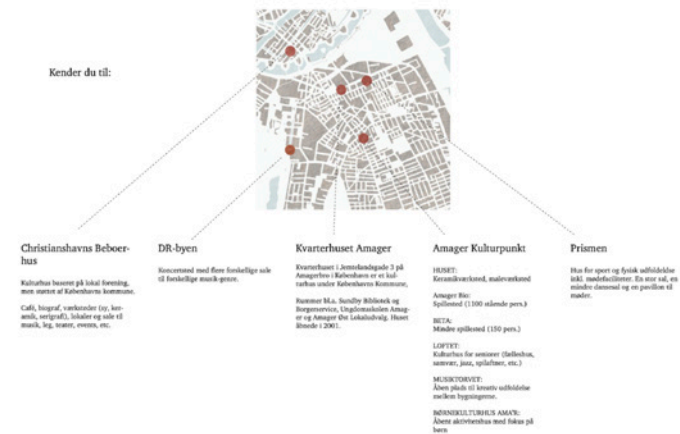 Kender du til:
Christianshavns Beboer-
hus
Kulturhus baseret på lokal forening,
men støttet af Københavns kommune.
Café, biograf, værksteder (sy, ker-
amik, serigrafi), lokaler og sale til
musik, leg, teater, events, etc.
DR-byen
Koncertsted med flere forskellige sale
til forskellige musik-genre.
Kvarterhuset Amager
Kvarterhuset i Jemtelandsgade 3 på
Amagerbro i København er et kul-
turhus under Københavns Kommune,
Rummer bl.a. Sundby Bibliotek og
Borgerservice, Ungdomsskolen Amag-
er og Amager Øst Lokaludvalg. Huset
åbnede i 2001.
Amager Kulturpunkt
HUSET:
Keramikværksted, maleværksted
Amager Bio:
Spillested (1100 stående pers.)
BETA:
Mindre spillested (150 pers.)
LOFTET:
Kulturhus for seniorer (fælleshus,
samvær, jazz, spilaftner, etc.)
MUSIKTORVET:
Åben plads til kreativ udfoldelse
mellem bygningerne.
BØRNEKULTURHUS AMA'R:
Åbent aktivitetshus med fokus på
børn
Prismen
Hus for sport og fysisk udfoldelse
inkl. mødefaciliteter. En stor sal, en
mindre dansesal og en pavillon til
møder.